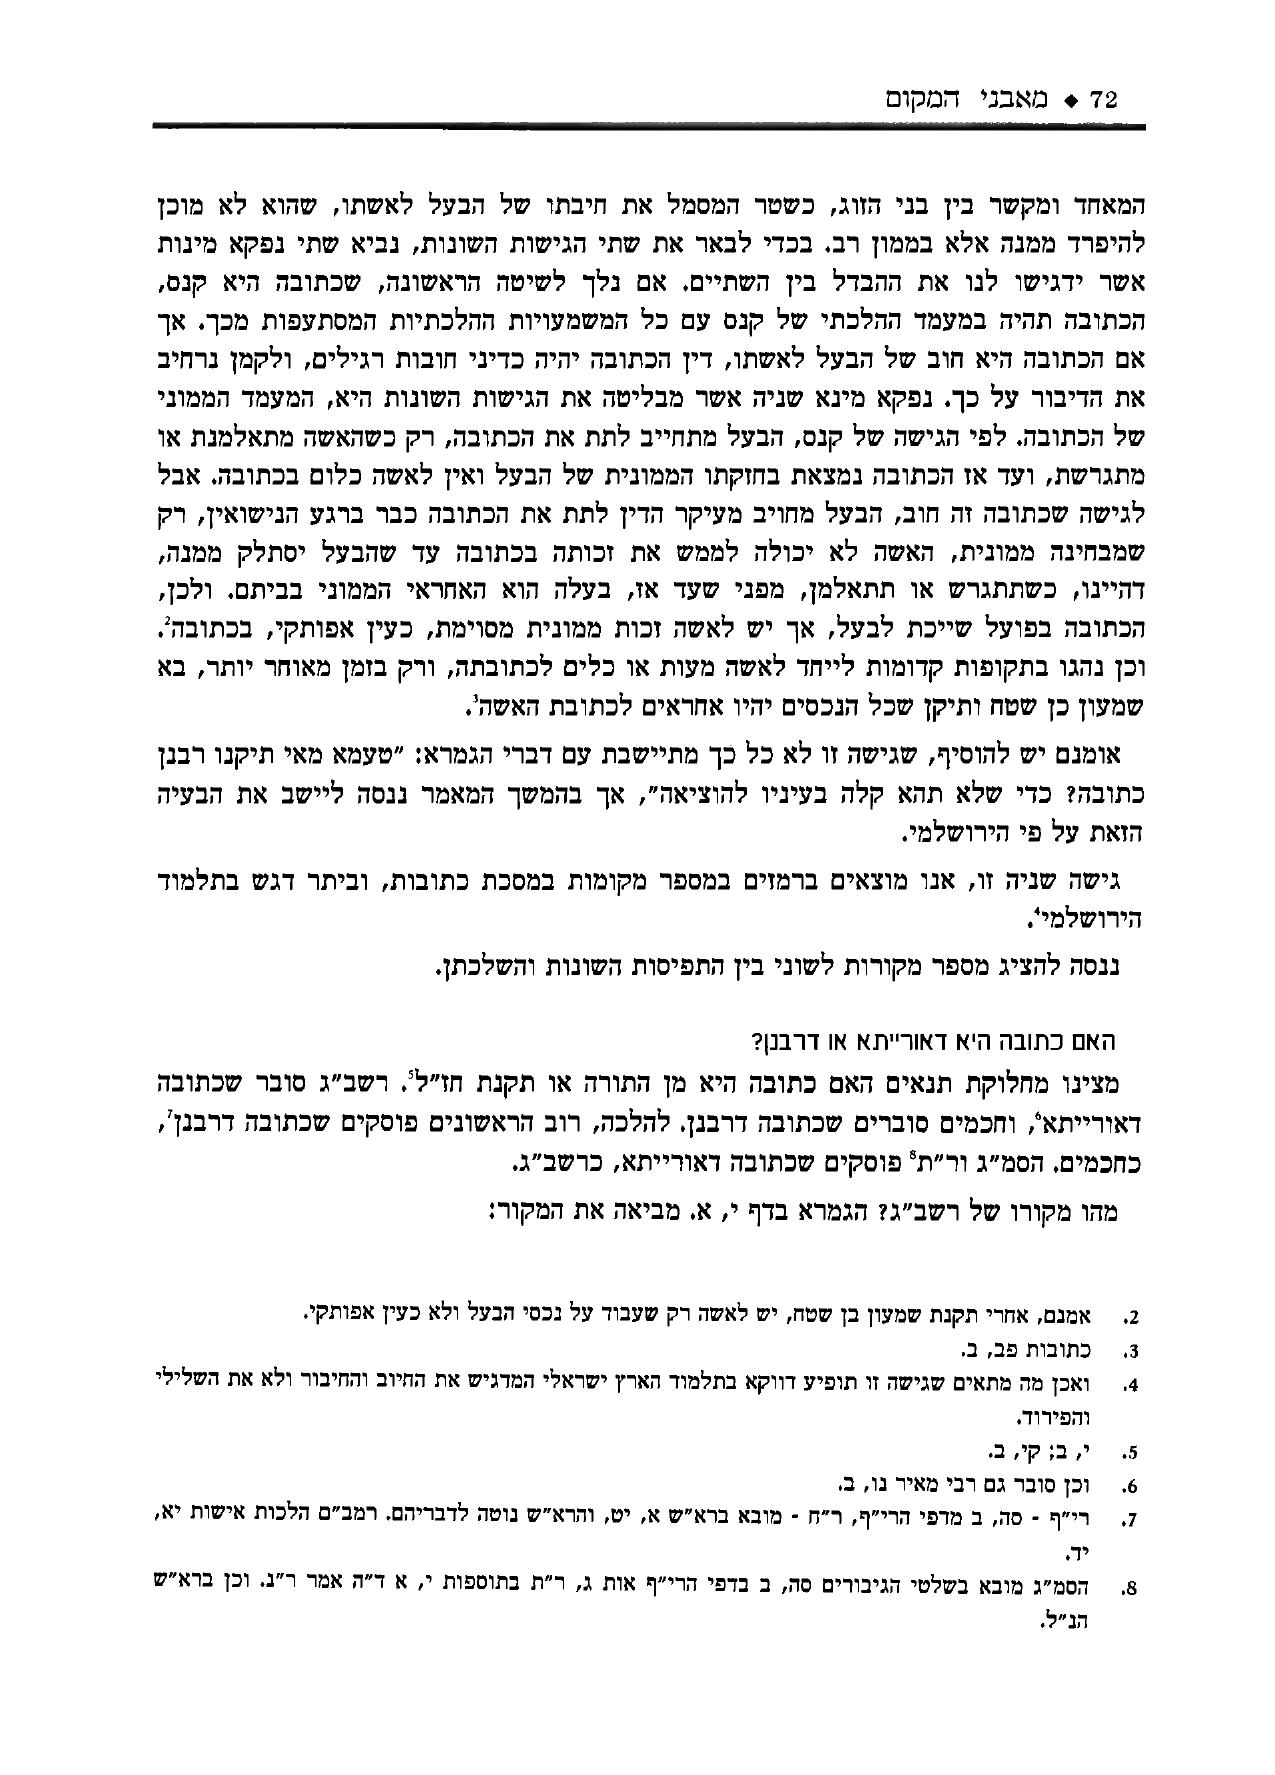 72 ◆ מאבני המקום
המאחד ומקשר בין בני הזוג, כשטר המסמל את חיבתו של הבעל לאשתו, שהוא לא מוכן
להיפרד ממנה אלא בממון רב. בכדי לבאר את שתי הגישות השונות, נביא שתי נפקא מינות
אשר ידגישו לנו את ההבדל בין השתיים. אם נלך לשיטה הראשונה, שכתובה היא קנס,
הכתובה תהיה במעמד ההלכתי של קנס עם כל המשמעויות ההלכתיות המסתעפות מכך. אך
אם הכתובה היא חוב של הבעל לאשתו, דין הכתובה יהיה כדיני חובות רגילים, ולקמן נרחיב
את הדיבור על כך. נפקא מינא שניה אשר מבליטה את הגישות השונות היא, המעמד הממוני
של הכתובה. לפי הגישה של קנס, הבעל מתחייב לתת את הכתובה, רק כשהאשה מתאלמנת או
מתגרשת, ועד אז הכתובה נמצאת בחזקתו הממונית של הבעל ואין לאשה כלום בכתובה. אבל
לגישה שכתובה זה חוב, הבעל מחויב מעיקר הדין לתת את הכתובה כבר ברגע הנישואין, רק
שמבחינה ממונית, האשה לא יכולה לממש את זכותה בכתובה עד שהבעל יסתלק ממנה,
דהיינו, כשתתגרש או תתאלמן, מפני שעד אז, בעלה הוא האחראי הממוני בביתם. ולכן,
הכתובה בפועל שייכת לבעל, אך יש לאשה זכות ממונית מסוימת, כעין אפותקי, בכתובה².
וכן נהגו בתקופות קדומות לייחד לאשה מעות או כלים לכתובתה, ורק בזמן מאוחר יותר, בא
שמעון כן שטח ותיקן שכל הנכסים יהיו אחראים לכתובת האשה³.
אומנם יש להוסיף, שגישה זו לא כל כך מתיישבת עם דברי הגמרא: "טעמא מאי תיקנו רבנן
כתובה? כדי שלא תהא קלה בעיניו להוציאה", אך בהמשך המאמר ננסה ליישב את הבעיה
הזאת על פי הירושלמי.
גישה שניה זו, אנו מוצאים ברמזים במספר מקומות במסכת כתובות, וביתר דגש בתלמוד
הירושלמי⁴.
ננסה להציג מספר מקורות לשוני בין התפיסות השונות והשלכתן.
האם כתובה היא דאורייתא או דרבנן?
מצינו מחלוקת תנאים האם כתובה היא מן התורה או תקנת חז"ל⁵. רשב"ג סובר שכתובה
דאורייתא⁶, וחכמים סוברים שכתובה דרבנן. להלכה, רוב הראשונים פוסקים שכתובה דרבנן⁷,
כחכמים. הסמ"ג ור"ת⁸ פוסקים שכתובה דאורייתא, כרשב"ג.
מהו מקורו של רשב"ג? הגמרא בדף י, א. מביאה את המקור:
2. אמנם, אחרי תקנת שמעון בן שטח, יש לאשה רק שעבוד על נכסי הבעל ולא כעין אפותקי.
3. כתובות פב, ב.
4. ואכן מה מתאים שגישה זו תופיע דווקא בתלמוד הארץ ישראלי המדגיש את החיוב והחיבור ולא את השלילי
והפירוד.
5. י, ב; קי, ב.
6. וכן סובר גם רבי מאיר נו, ב.
7. רי"ף - סה, ב מדפי הרי"ף, ר"ח - מובא ברא"ש א, יט, והרא"ש נוטה לדבריהם. רמב"ם הלכות אישות יא,
יד.
8. הסמ"ג מובא בשלטי הגיבורים סה, ב בדפי הרי"ף אות ג, ר"ת בתוספות י, א ד"ה אמר ר"נ. וכן ברא"ש
הנ"ל.